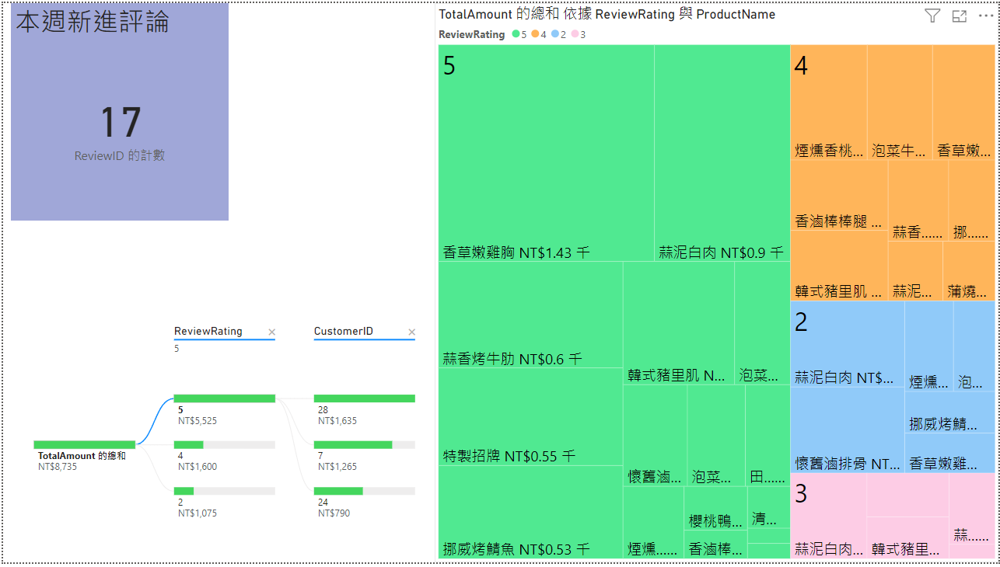 本週新進評論
17
ReviewID 的計數
ReviewRating
5
CustomerID
TotalAmount 的總和
NT$8,735
5
NT$5,525
4
NT$1,600
2
NT$1,075
28
NT$1,635
7
NT$1,265
24
NT$790
TotalAmount 的總和 依據 ReviewRating 與 ProductName
ReviewRating 5 4 2 3
5
香草嫩雞胸 NT$1.43 千
蒜泥白肉 NT$0.9 千
蒜香烤牛肋 NT$0.6 千
韓式豬里肌 N...
泡菜...
特製招牌 NT$0.55 千
懷舊滷...
泡菜...
田......
挪威烤鯖魚 NT$0.53 千
煙燻......
櫻桃鴨...
香滷棒...
清...
4
煙燻香桃...
泡菜牛...
香草嫩...
香滷棒棒腿 ...
蒜香......
挪......
韓式豬里肌 ...
蒜泥...
蒲燒...
2
蒜泥白肉 NT$...
煙燻...
泡...
懷舊滷排骨 NT...
挪威烤鯖...
香草嫩雞...
3
蒜泥白肉...
韓式豬里...
蒜......